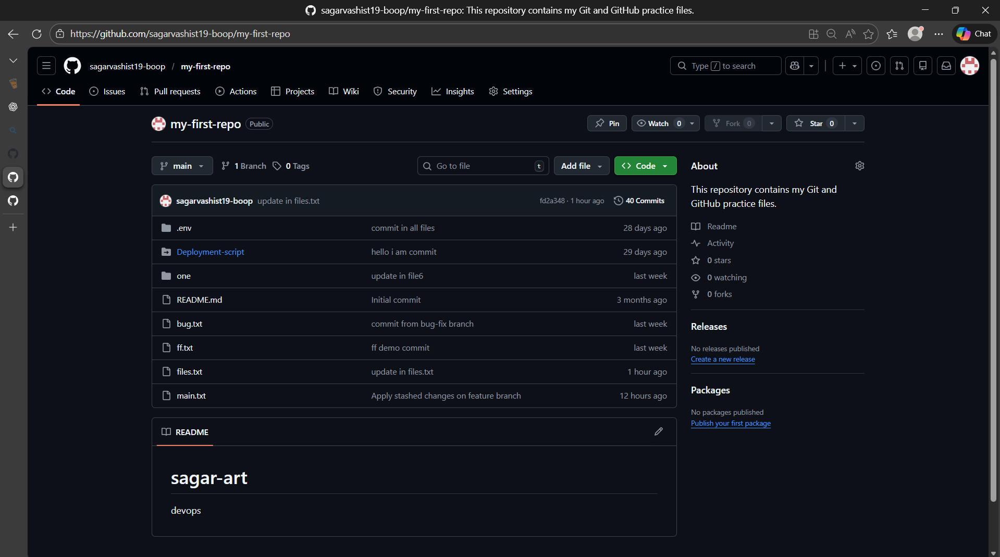 sagarvashist19-boop/my-first-repo: This repository contains my Git and GitHub practice files.
https://github.com/sagarvashist19-boop/my-first-repo
Chat
sagarvashist19-boop / my-first-repo
Type / to search
Code Issues Pull requests Actions Projects Wiki Security Insights Settings
my-first-repo Public
Pin Watch 0 Fork 0 Star 0
main 1 Branch 0 Tags
Go to file t Add file Code
sagarvashist19-boop update in files.txt fd2a348 · 1 hour ago 40 Commits
.env commit in all files 28 days ago
Deployment-script hello i am commit 29 days ago
one update in file6 last week
README.md Initial commit 3 months ago
bug.txt commit from bug-fix branch last week
ff.txt ff demo commit last week
files.txt update in files.txt 1 hour ago
main.txt Apply stashed changes on feature branch 12 hours ago
README
sagar-art
devops
About
This repository contains my Git and
GitHub practice files.
Readme
Activity
0 stars
0 watching
0 forks
Releases
No releases published
Create a new release
Packages
No packages published
Publish your first package